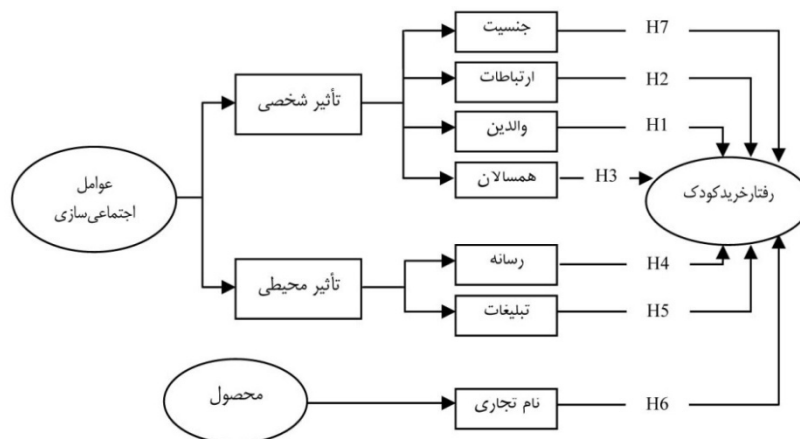 جنسیت
H7
ارتباطات
H2
تأثیر شخصی
والدین
H1
همسالان
H3
عوامل
اجتماعی‌سازی
رفتارخریدکودک
رسانه
H4
تأثیر محیطی
تبلیغات
H5
محصول
نام تجاری
H6